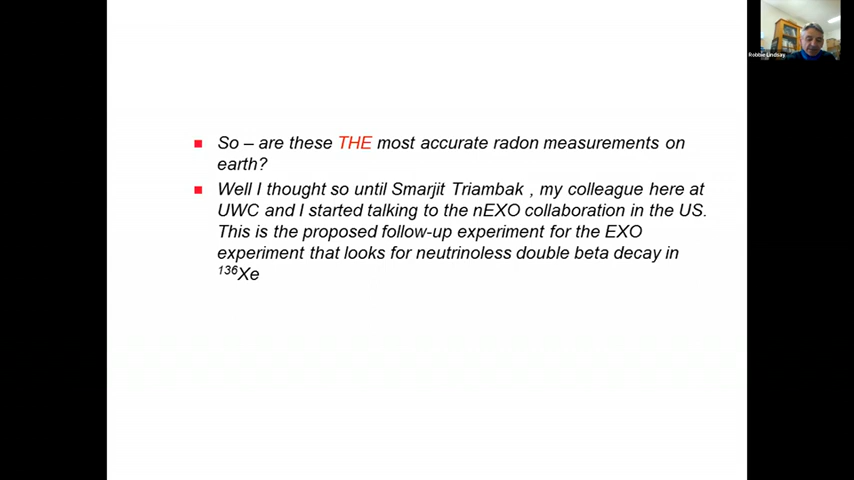 Robbie Lindsay
So – are these THE most accurate radon measurements on
earth?
Well I thought so until Smarjit Triambak , my colleague here at
UWC and I started talking to the nEXO collaboration in the US.
This is the proposed follow-up experiment for the EXO
experiment that looks for neutrinoless double beta decay in
¹³⁶Xe